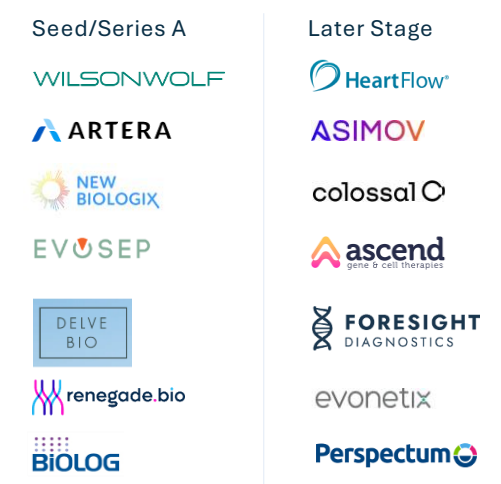 Seed/Series A
WILSONWOLF
ARTERA
NEW
BIOLOGIX
EVOSEP
DELVE
BIO
renegade.bio
BiOLOG
Later Stage
HeartFlow®
ASIMOV
colossal
ascend
gene & cell therapies
FORESIGHT
DIAGNOSTICS
evonetix
Perspectum